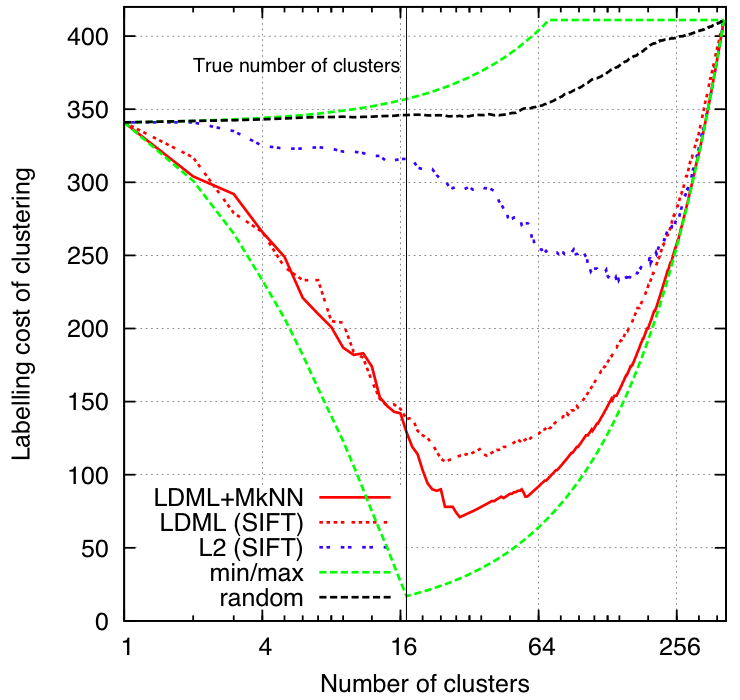 400
350
300
250
200
150
100
50
0
Labelling cost of clustering
True number of clusters
LDML+MkNN
LDML (SIFT)
L2 (SIFT)
min/max
random
1 4 16 64 256
Number of clusters